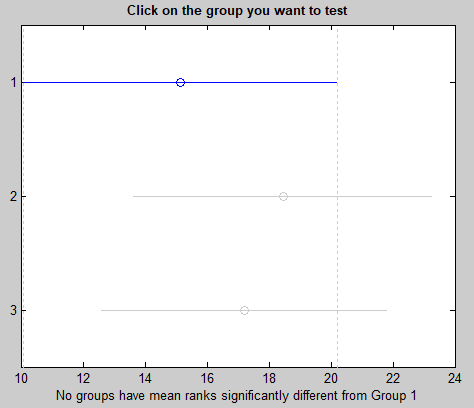 Click on the group you want to test
1
2
3
10 12 14 16 18 20 22 24
No groups have mean ranks significantly different from Group 1